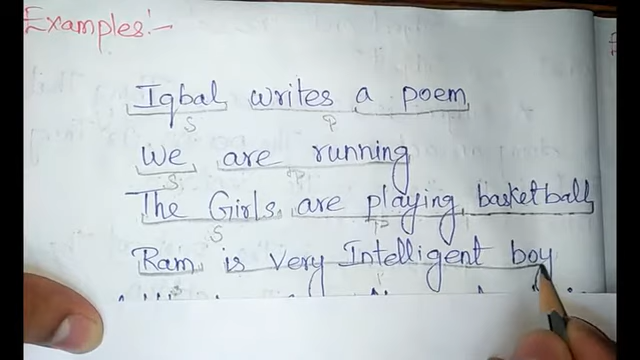 Examples:-
Iqbal writes a poem
S P
We are running
S P
The Girls are playing basketball
S P
Ram is very Intelligent boy
S P